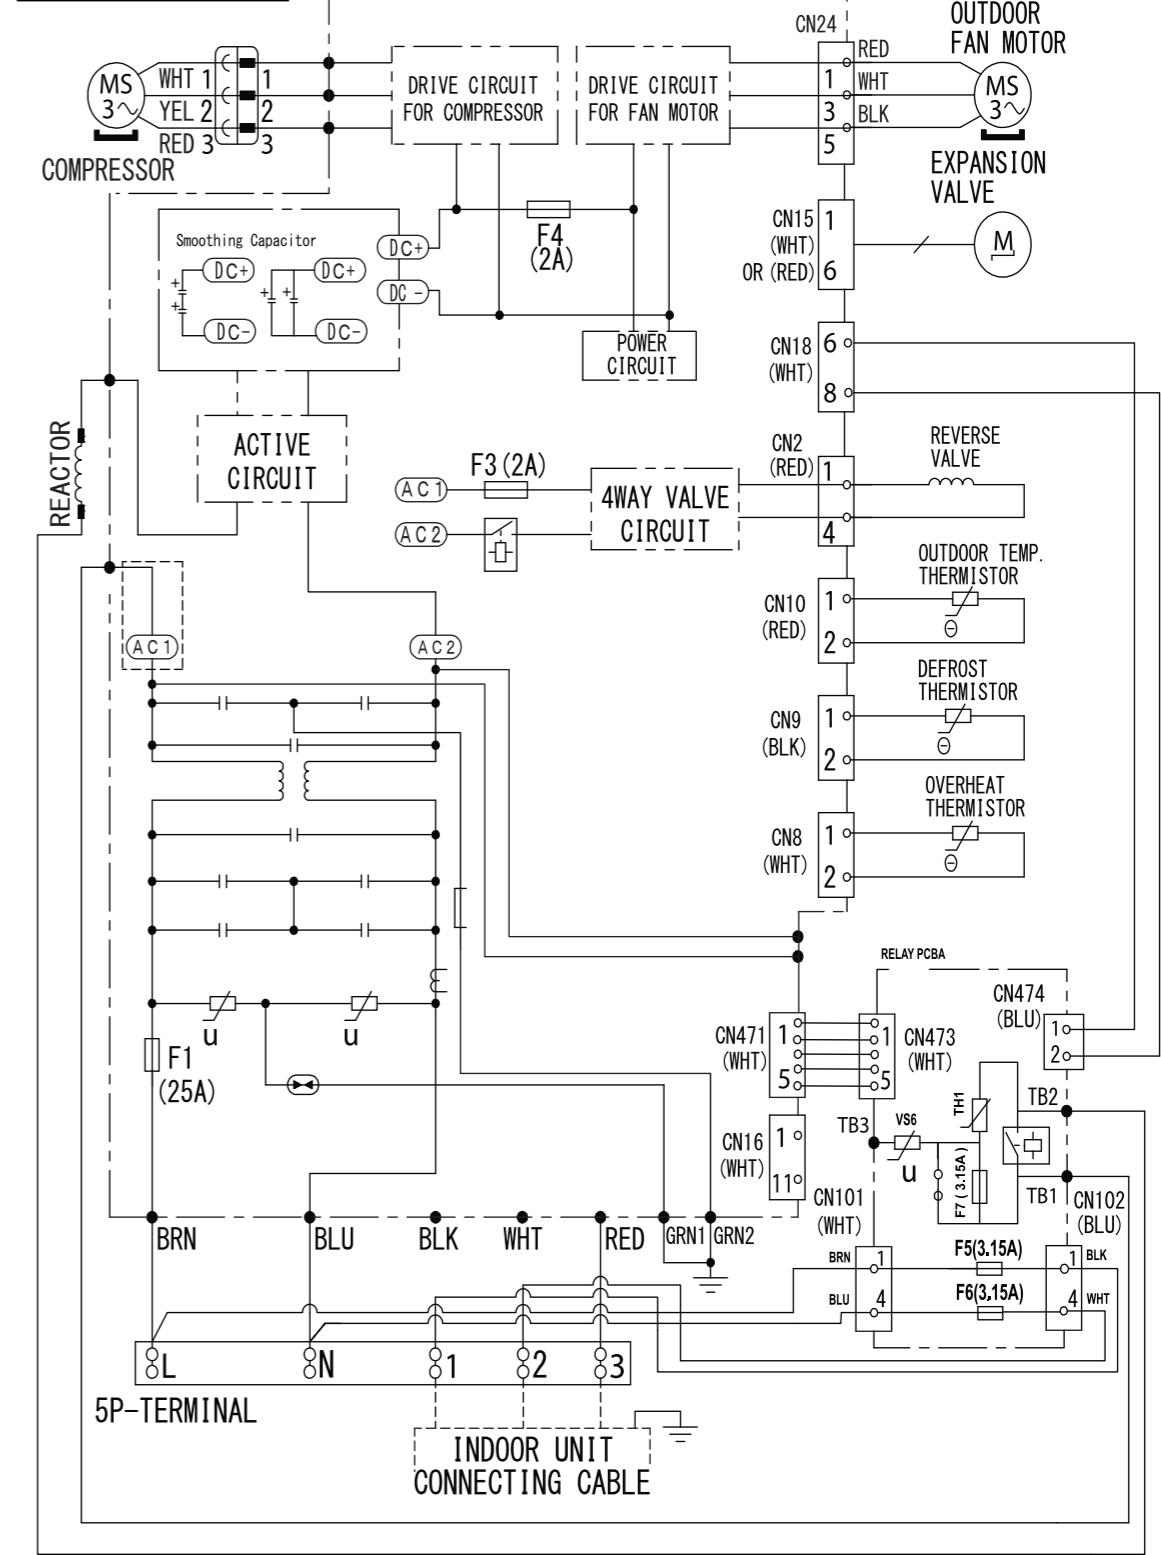 CN24
OUTDOOR
FAN MOTOR
MS
3
WHT 1
YEL 2
RED 3
1
2
3
COMPRESSOR
DRIVE CIRCUIT
FOR COMPRESSOR
DRIVE CIRCUIT
FOR FAN MOTOR
1
3
5
RED
WHT
BLK
MS
3
EXPANSION
VALVE
Smoothing Capacitor
DC+
DC-
DC+
DC-
DC+
DC -
F4
(2A)
POWER
CIRCUIT
CN15
(WHT)
OR (RED)
1
6
M
CN18
(WHT)
6
8
REACTOR
ACTIVE
CIRCUIT
AC1
F3(2A)
AC2
4WAY VALVE
CIRCUIT
CN2
(RED)
1
4
REVERSE
VALVE
OUTDOOR TEMP.
THERMISTOR
CN10
(RED)
1
2
AC1
AC2
DEFROST
THERMISTOR
CN9
(BLK)
1
2
OVERHEAT
THERMISTOR
CN8
(WHT)
1
2
RELAY PCBA
CN474
(BLU)
1
2
CN471
(WHT)
1
5
1
5
CN473
(WHT)
u
u
F1
(25A)
TH1
TB2
TB3
VS6
u
F7 (3.15A)
CN16
(WHT)
1
11
TB1
CN101
(WHT)
CN102
(BLU)
BRN
BLU
BLK
WHT
RED
GRN1
GRN2
BRN
1
F5(3.15A)
1
BLK
BLU
4
F6(3.15A)
4
WHT
L
N
1
2
3
5P-TERMINAL
INDOOR UNIT
CONNECTING CABLE